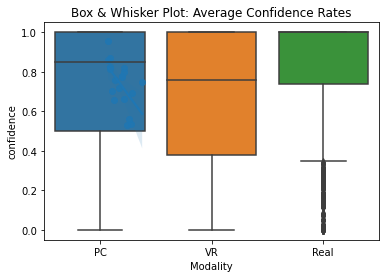 Box & Whisker Plot: Average Confidence Rates
1.0
0.8
0.6
0.4
0.2
0.0
confidence
PC VR Real
Modality